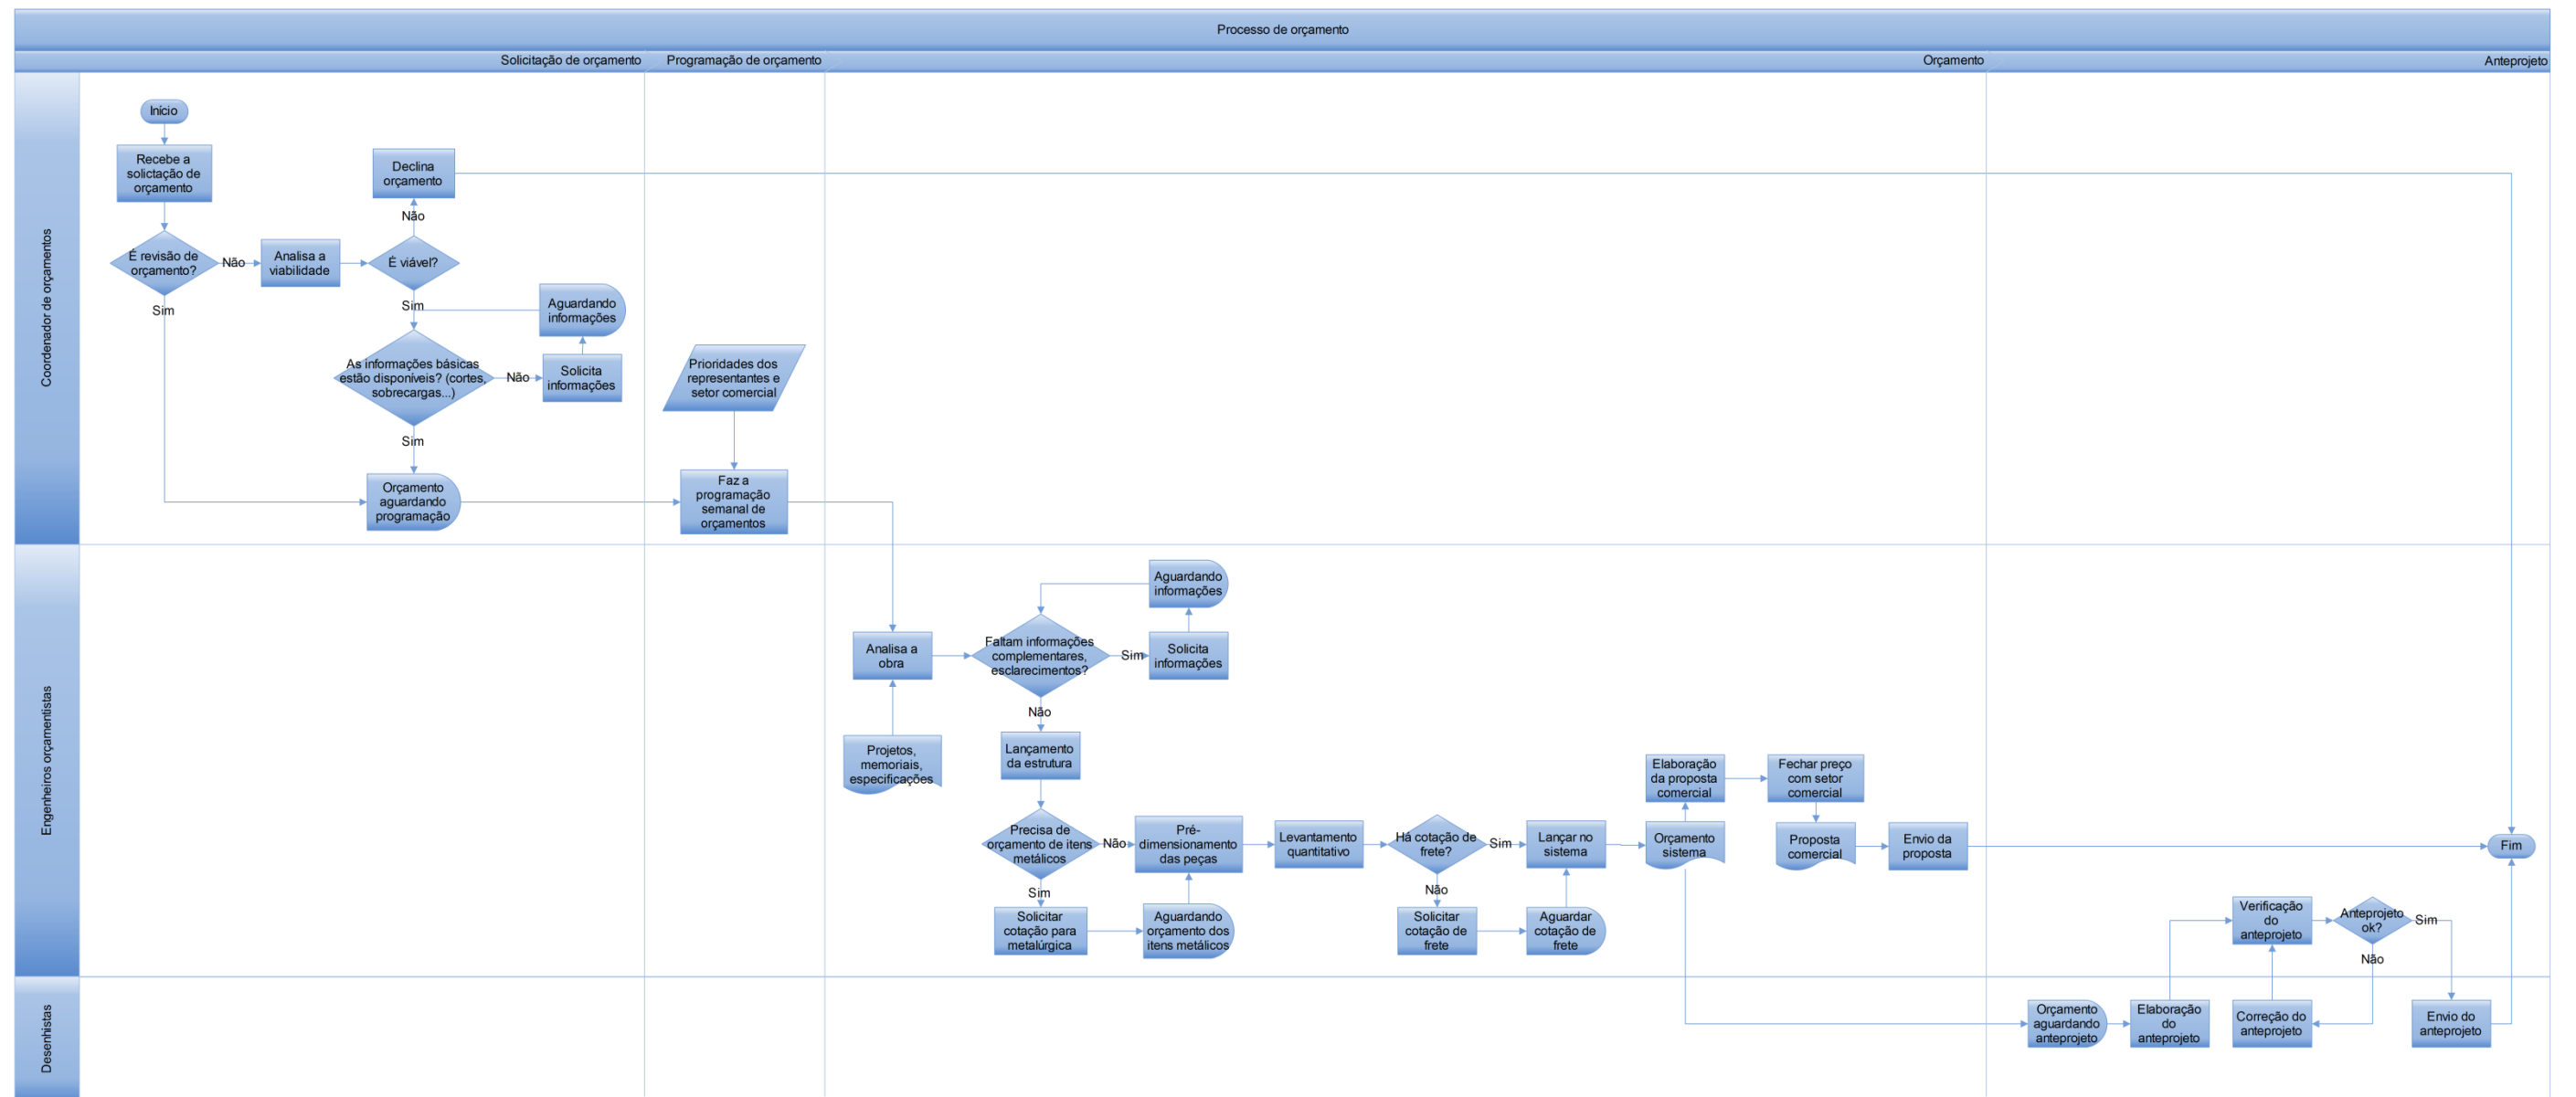 Processo de orçamento
Solicitação de orçamento
Programação de orçamento
Orçamento
Anteprojeto
Coordenador de orçamentos
Início
Recebe a
solictação de
orçamento
É revisão de
orçamento?
Não
Sim
Analisa a
viabilidade
É viável?
Não
Declina
orçamento
Sim
Aguardando
informações
As informações básicas
estão disponíveis? (cortes,
sobrecargas...)
Não
Solicita
informações
Sim
Orçamento
aguardando
programação
Prioridades dos
representantes e
setor comercial
Faz a
programação
semanal de
orçamentos
Engenheiros orçamentistas
Analisa a
obra
Projetos,
memoriais,
especificações
Faltam informações
complementares,
esclarecimentos?
Sim
Solicita
informações
Aguardando
informações
Não
Lançamento
da estrutura
Precisa de
orçamento de itens
metálicos
Não
Sim
Solicitar
cotação para
metalúrgica
Aguardando
orçamento dos
itens metálicos
Pré-
dimensionamento
das peças
Levantamento
quantitativo
Há cotação de
frete?
Sim
Não
Solicitar
cotação de
frete
Aguardar
cotação de
frete
Lançar no
sistema
Orçamento
sistema
Elaboração
da proposta
comercial
Fechar preço
com setor
comercial
Proposta
comercial
Envio da
proposta
Fim
Verificação
do
anteprojeto
Anteprojeto
ok?
Sim
Não
Desenhistas
Orçamento
aguardando
anteprojeto
Elaboração
do
anteprojeto
Correção do
anteprojeto
Envio do
anteprojeto